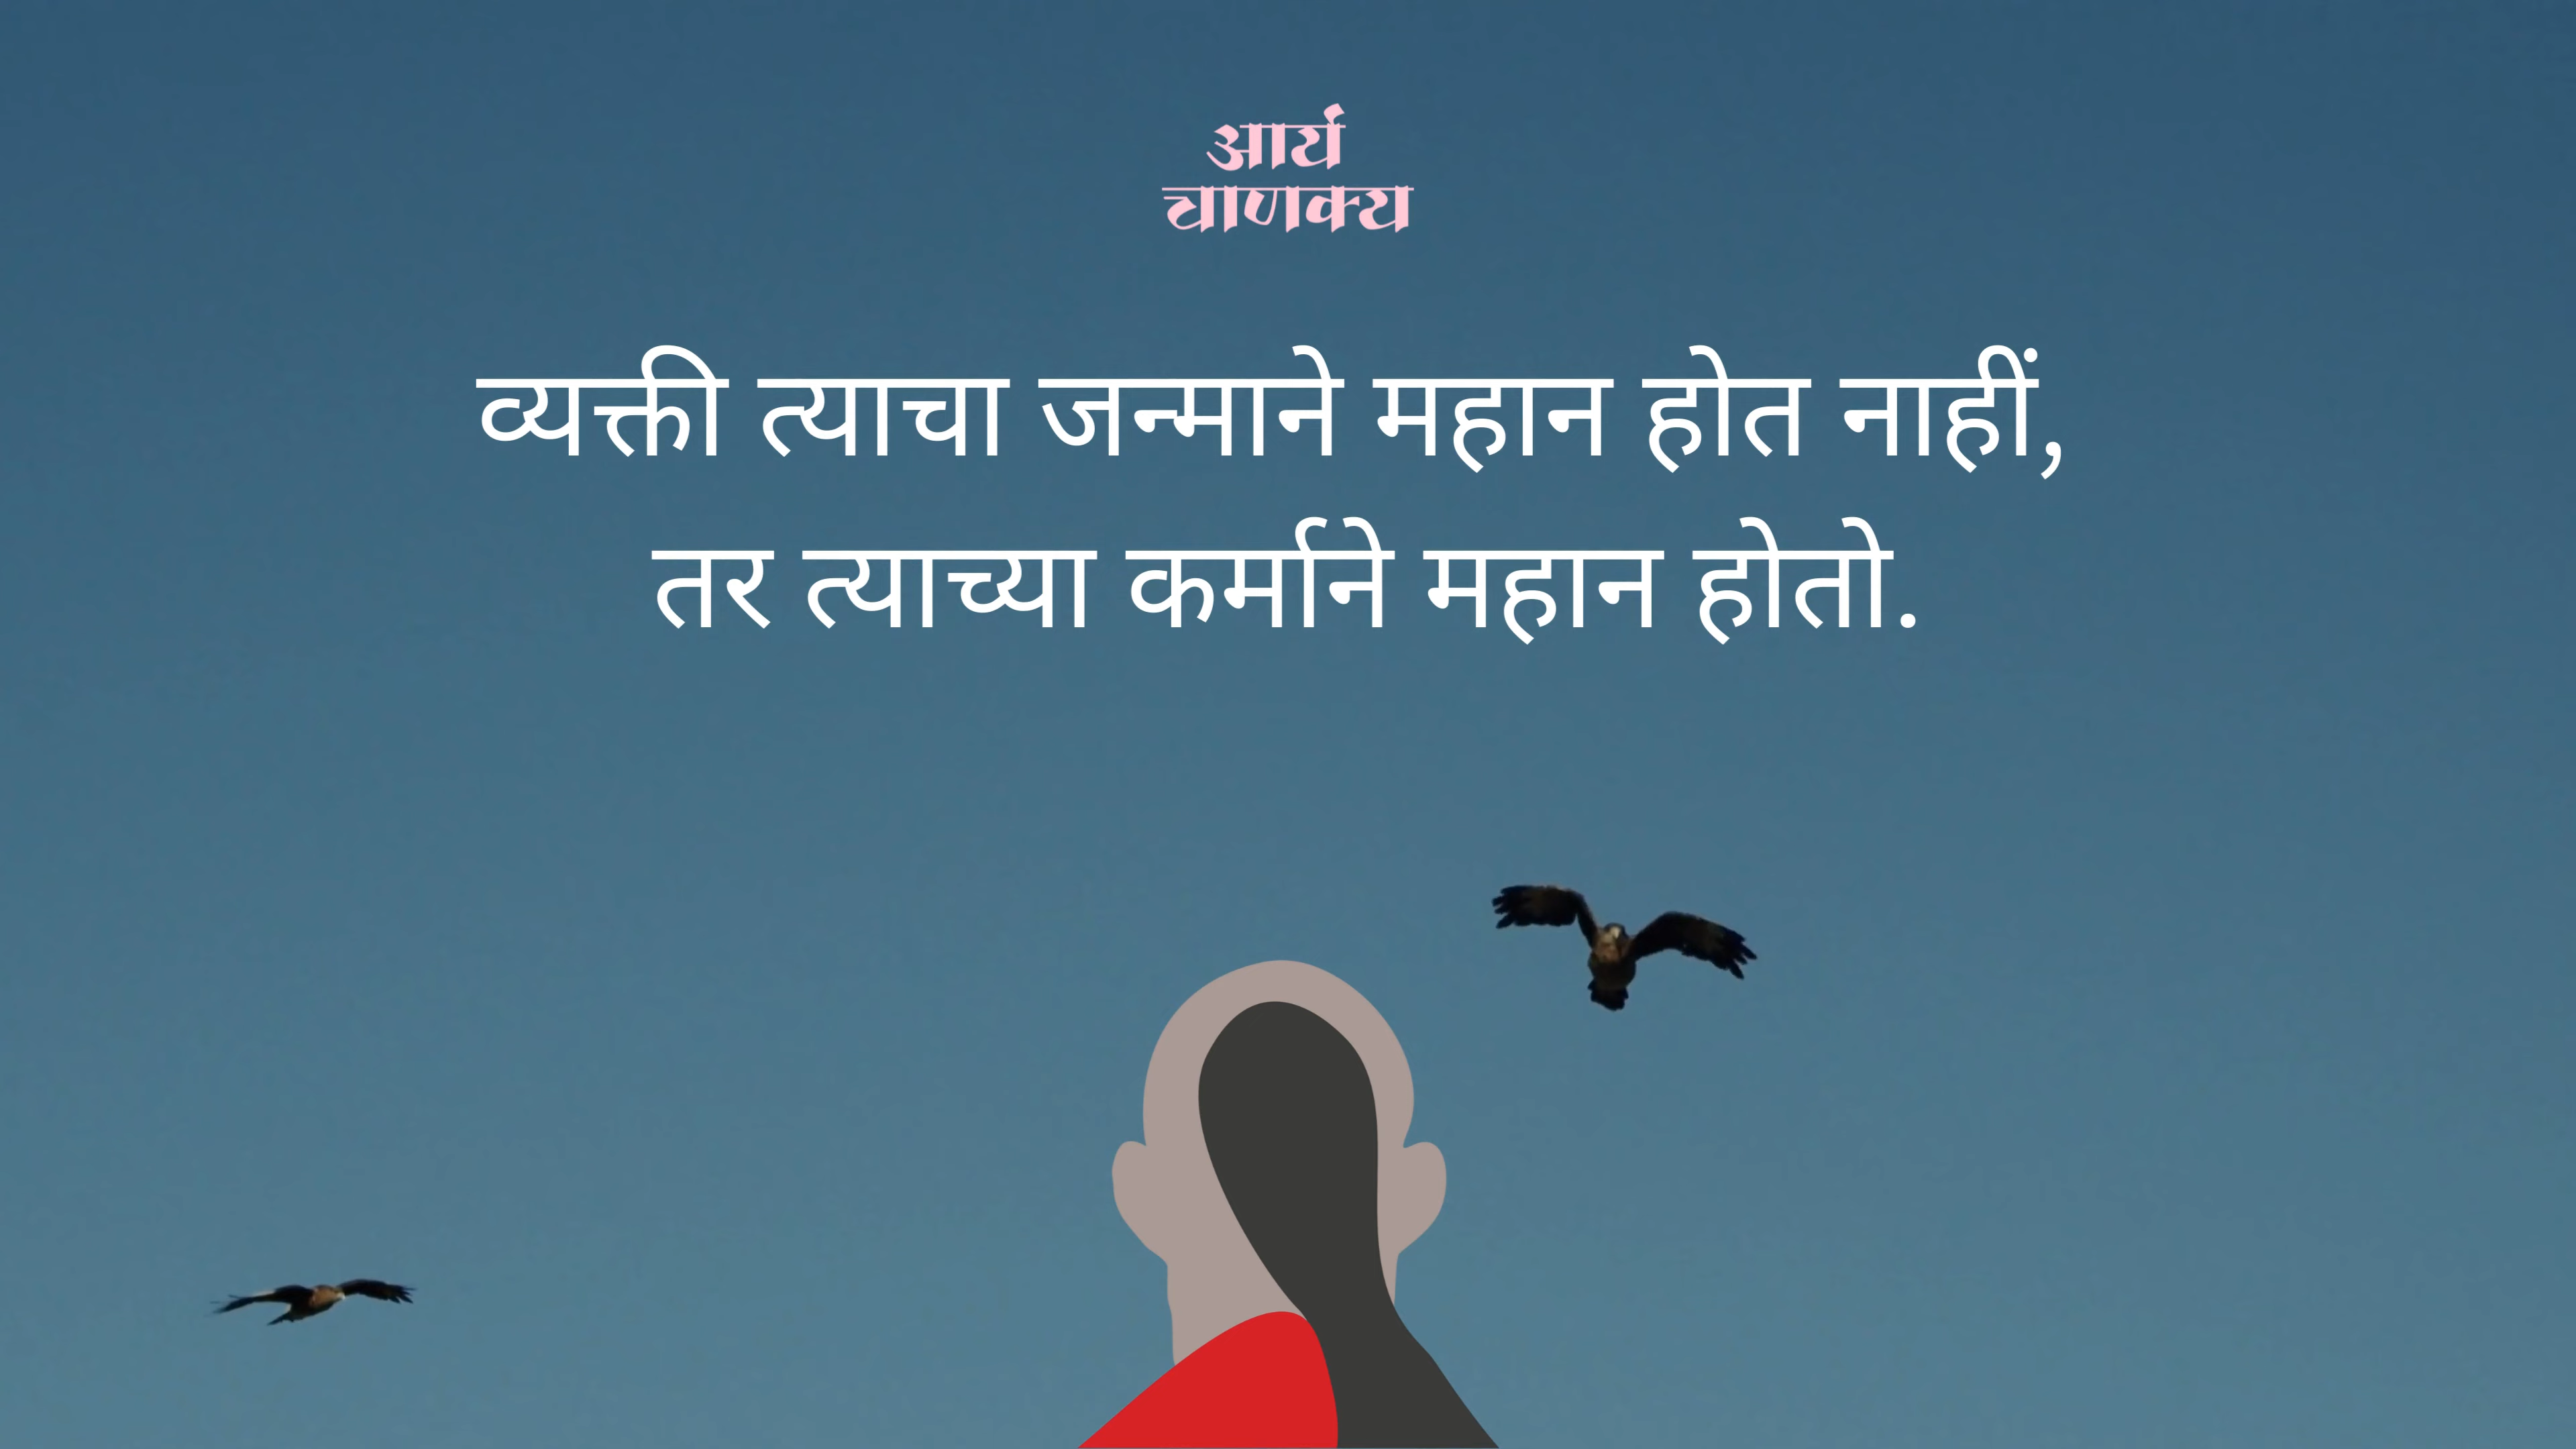 आर्य
चाणक्य
व्यक्ती त्याचा जन्माने महान होत नाहीं,
तर त्याच्या कर्माने महान होतो.